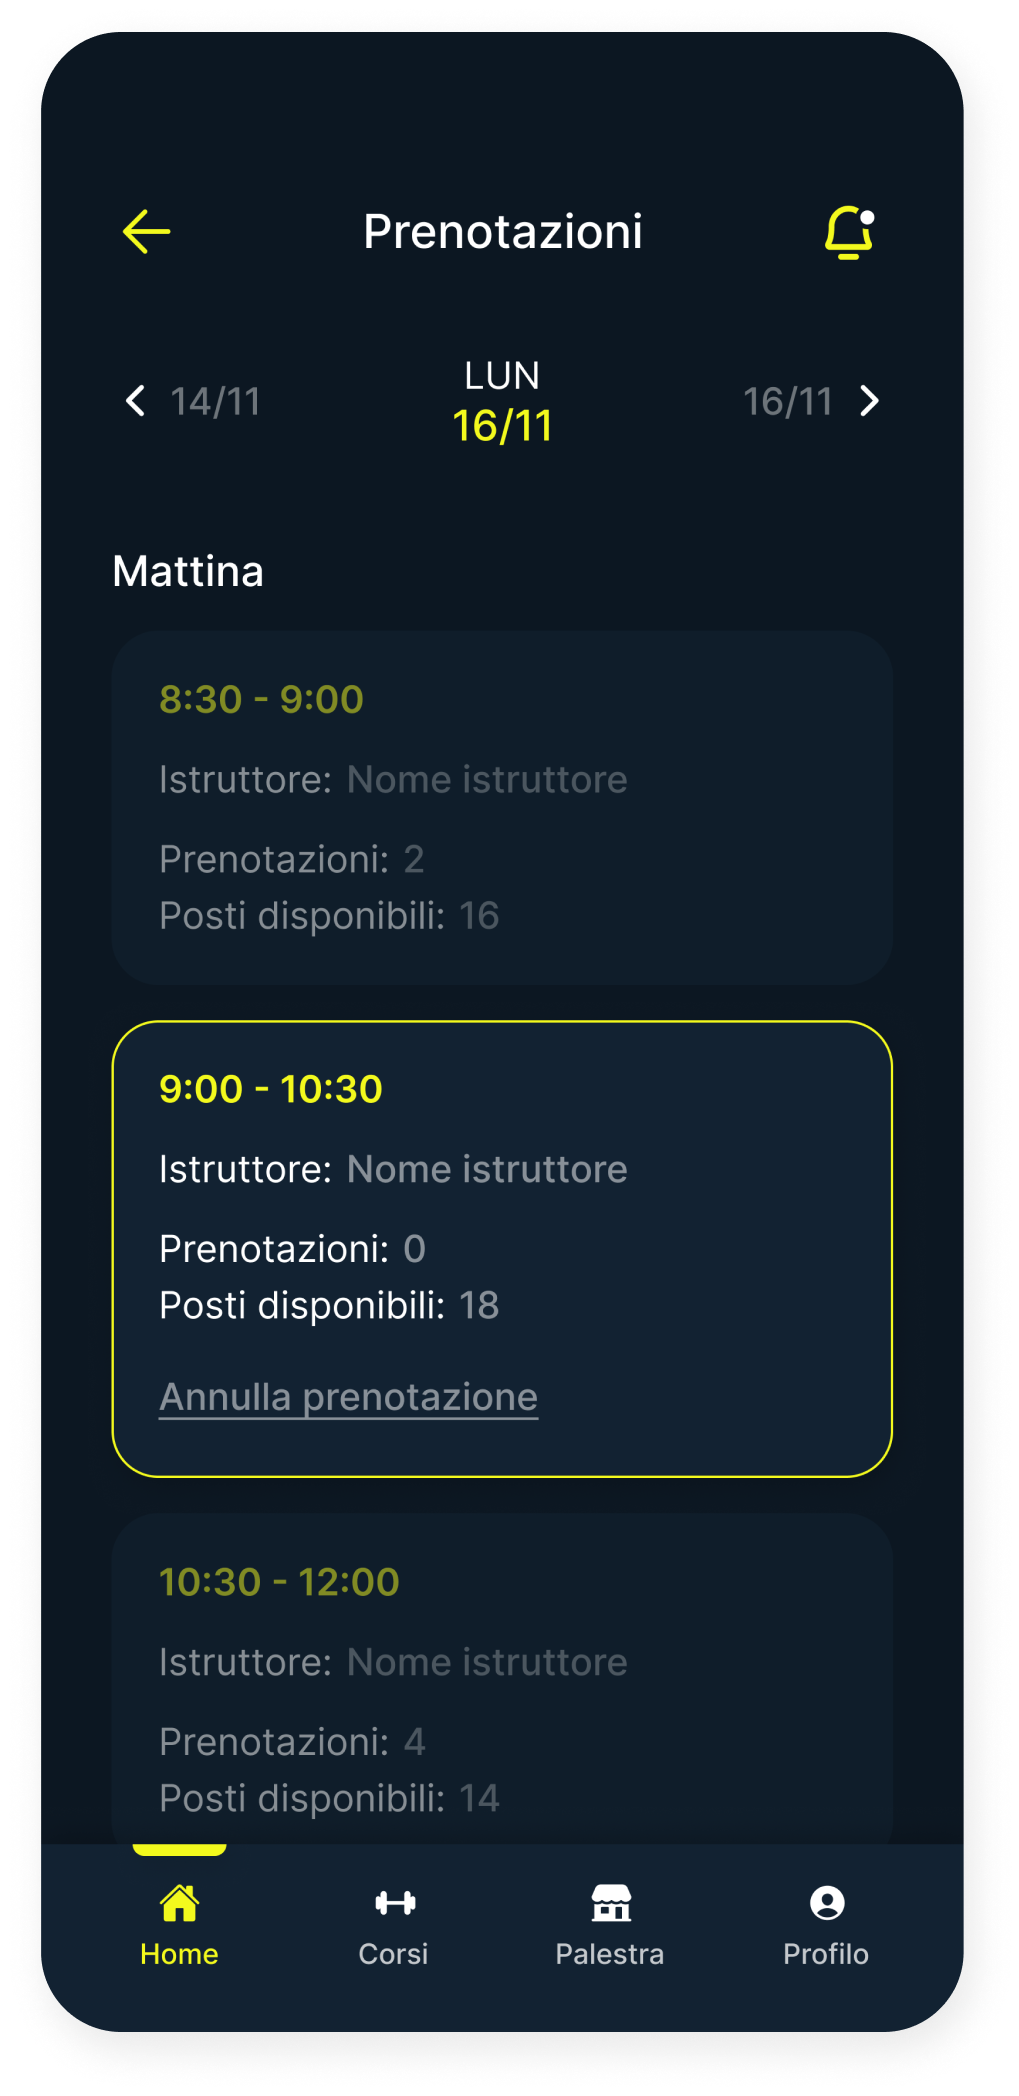 Prenotazioni
14/11
LUN
16/11
16/11
Mattina
8:30 - 9:00
Istruttore: Nome istruttore
Prenotazioni: 2
Posti disponibili: 16
9:00 - 10:30
Istruttore: Nome istruttore
Prenotazioni: 0
Posti disponibili: 18
Annulla prenotazione
10:30 - 12:00
Istruttore: Nome istruttore
Prenotazioni: 4
Posti disponibili: 14
Home
Corsi
Palestra
Profilo